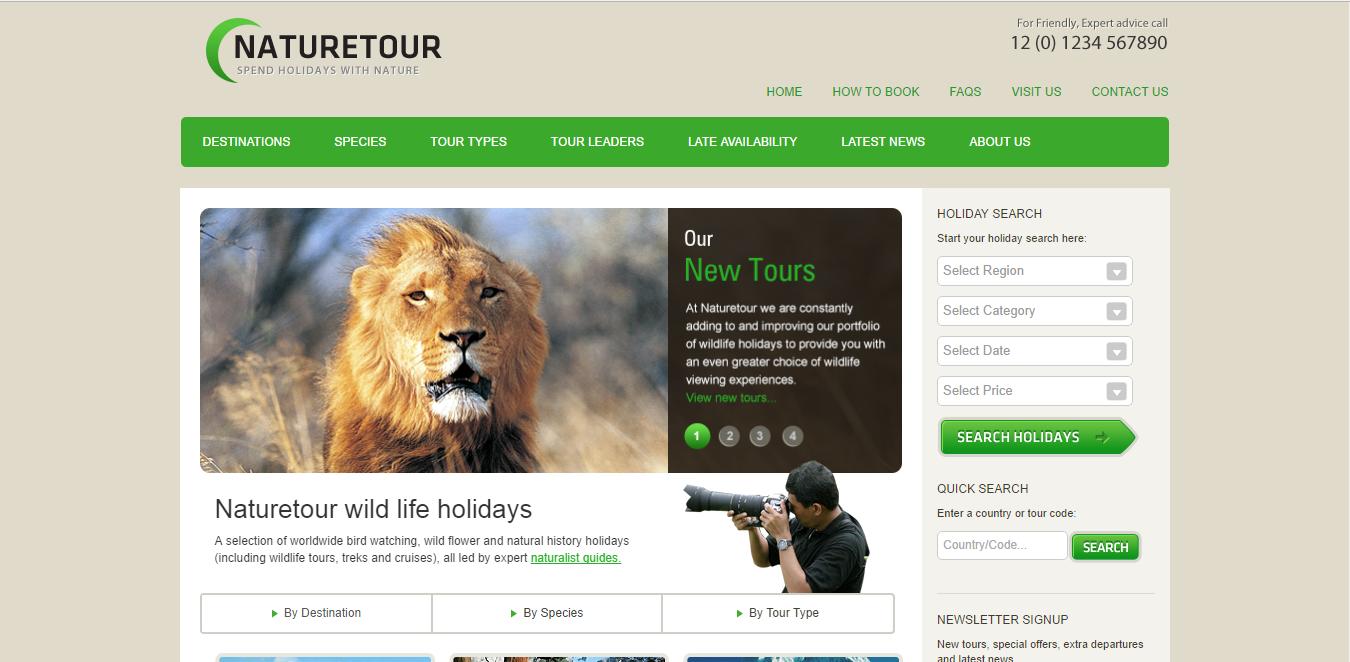 NATURETOUR
SPEND HOLIDAYS WITH NATURE
For Friendly, Expert advice call
12 (0) 1234 567890
HOME HOW TO BOOK FAQS VISIT US CONTACT US
DESTINATIONS SPECIES TOUR TYPES TOUR LEADERS LATE AVAILABILITY LATEST NEWS ABOUT US
Our
New Tours
At Naturetour we are constantly
adding to and improving our portfolio
of wildlife holidays to provide you with
an even greater choice of wildlife
viewing experiences.
View new tours...
1 2 3 4
Naturetour wild life holidays
A selection of worldwide bird watching, wild flower and natural history holidays
(including wildlife tours, treks and cruises), all led by expert naturalist guides.
By Destination By Species By Tour Type
HOLIDAY SEARCH
Start your holiday search here:
Select Region
Select Category
Select Date
Select Price
SEARCH HOLIDAYS
QUICK SEARCH
Enter a country or tour code:
Country/Code... SEARCH
NEWSLETTER SIGNUP
New tours, special offers, extra departures
and latest news